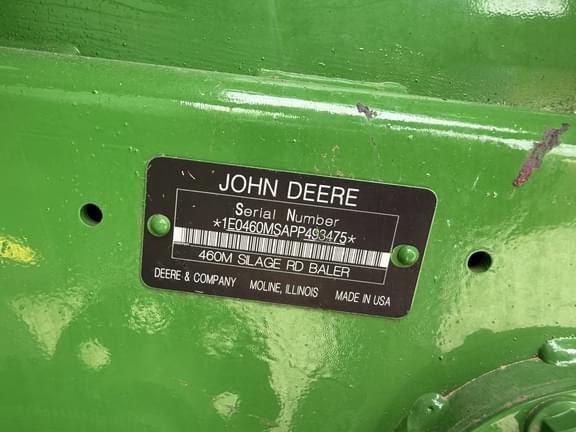 JOHN DEERE
Serial Number
*1E0460MSAPP493475*
460M SILAGE RD BALER
DEERE & COMPANY MOLINE, ILLINOIS MADE IN USA